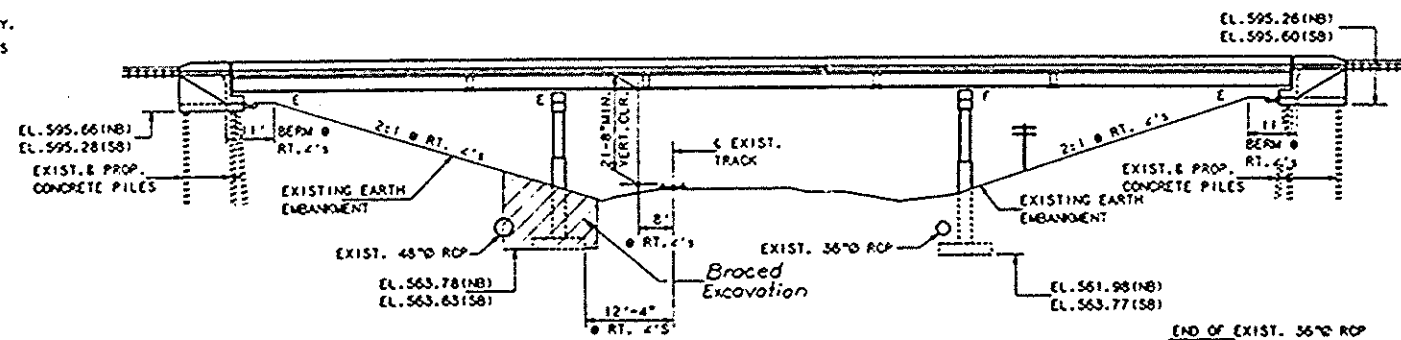 Y.
S
EL.595.26(NB)
EL.595.60(SB)
E
E
F
E
21'-8" MIN.
VERT. CLR.
EL.595.66(NB)
EL.595.28(SB)
11'
BERM @
RT. ∠'s
2:1 @ RT. ∠'s
℄ EXIST.
TRACK
2:1 @ RT. ∠'s
11
BERM @
RT. ∠'s
EXIST.& PROP.
CONCRETE PILES
EXISTING EARTH
EMBANKMENT
EXISTING EARTH
EMBANKMENT
EXIST.& PROP.
CONCRETE PILES
8'
@ RT. ∠'s
EXIST. 48"Ø RCP
EXIST. 36"Ø RCP
Braced
Excavation
EL.563.78(NB)
EL.563.63(SB)
12'-4"
@ RT. ∠'S
EL.561.98(NB)
EL.563.77(SB)
END OF EXIST. 36"Ø RCP